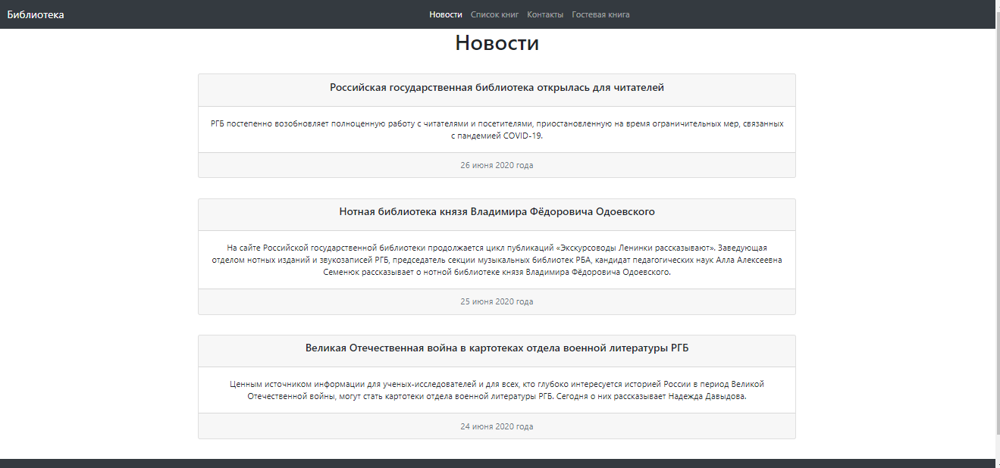 Библиотека
Новости Список книг Контакты Гостевая книга
Новости
Российская государственная библиотека открылась для читателей
РГБ постепенно возобновляет полноценную работу с читателями и посетителями, приостановленную на время ограничительных мер, связанных
с пандемией COVID-19.
26 июня 2020 года
Нотная библиотека князя Владимира Фёдоровича Одоевского
На сайте Российской государственной библиотеки продолжается цикл публикаций «Экскурсоводы Ленинки рассказывают». Заведующая
отделом нотных изданий и звукозаписей РГБ, председатель секции музыкальных библиотек РБА, кандидат педагогических наук Алла Алексеевна
Семенюк рассказывает о нотной библиотеке князя Владимира Фёдоровича Одоевского.
25 июня 2020 года
Великая Отечественная война в картотеках отдела военной литературы РГБ
Ценным источником информации для ученых-исследователей и для всех, кто глубоко интересуется историей России в период Великой
Отечественной войны, могут стать картотеки отдела военной литературы РГБ. Сегодня о них рассказывает Надежда Давыдова.
24 июня 2020 года